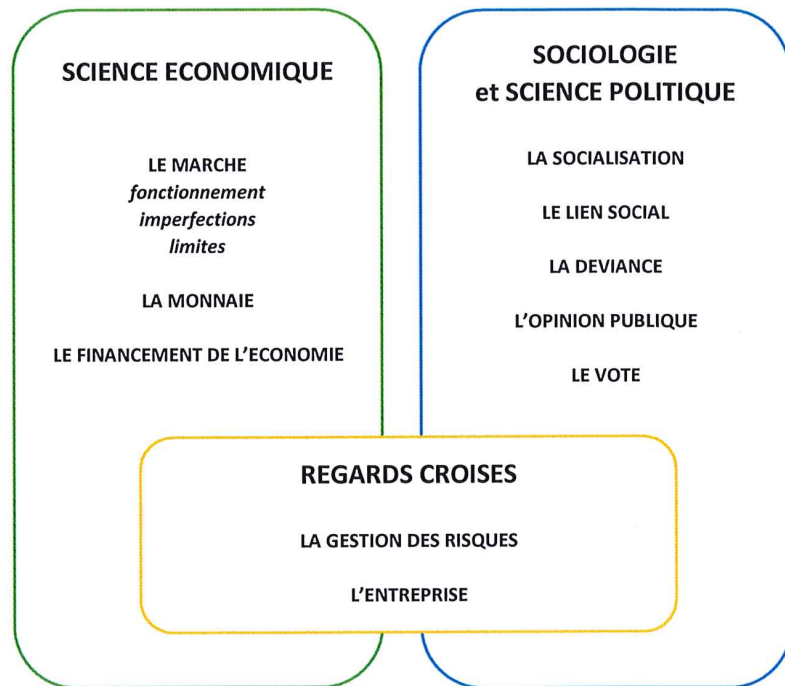 SCIENCE ECONOMIQUE
LE MARCHE
fonctionnement
imperfections
limites
LA MONNAIE
LE FINANCEMENT DE L'ECONOMIE
SOCIOLOGIE
et SCIENCE POLITIQUE
LA SOCIALISATION
LE LIEN SOCIAL
LA DEVIANCE
L'OPINION PUBLIQUE
LE VOTE
REGARDS CROISES
LA GESTION DES RISQUES
L'ENTREPRISE